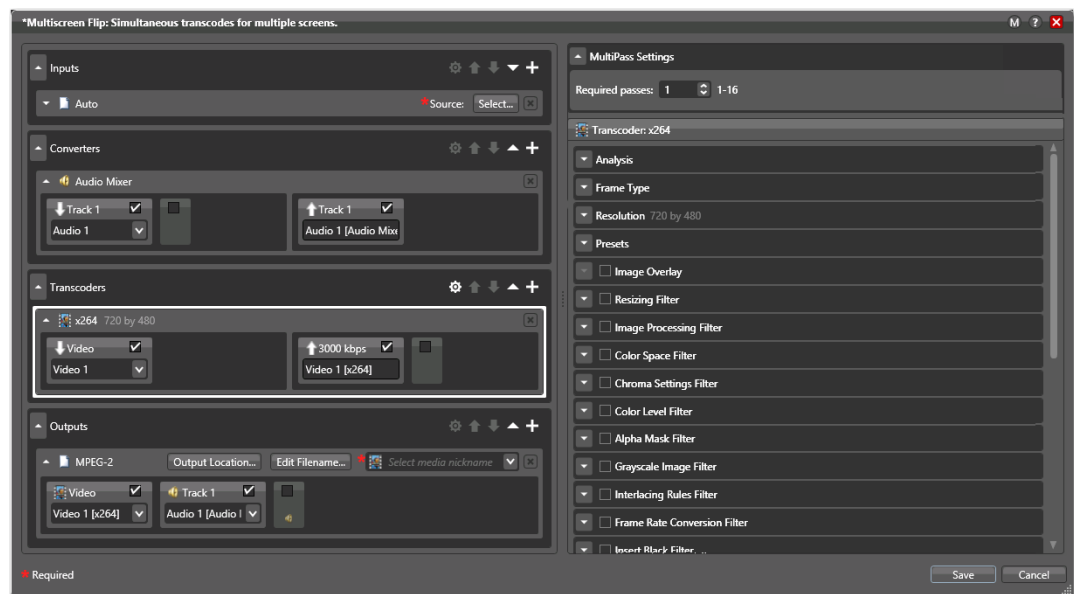 *Multiscreen Flip: Simultaneous transcodes for multiple screens.
M ? X
Inputs
Auto
*Source: Select...
Converters
Audio Mixer
Track 1
Audio 1
Track 1
Audio 1 [Audio Mixe
Transcoders
x264 720 by 480
Video
Video 1
3000 kbps
Video 1 [x264]
Outputs
MPEG-2 Output Location... Edit Filename... * Select media nickname
Video
Video 1 [x264]
Track 1
Audio 1 [Audio
* Required
MultiPass Settings
Required passes: 1 1-16
Transcoder: x264
Analysis
Frame Type
Resolution 720 by 480
Presets
Image Overlay
Resizing Filter
Image Processing Filter
Color Space Filter
Chroma Settings Filter
Color Level Filter
Alpha Mask Filter
Grayscale Image Filter
Interlacing Rules Filter
Frame Rate Conversion Filter
Insert Black Filter
Save Cancel